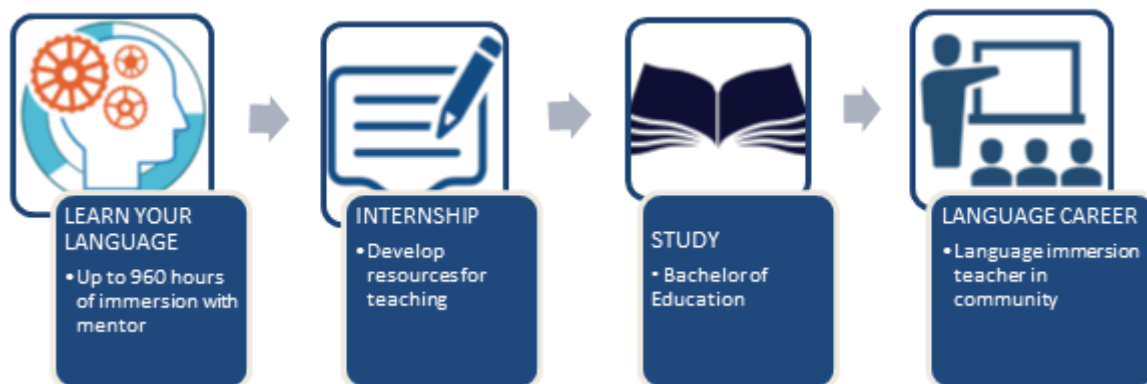 LEARN YOUR
LANGUAGE
•Up to 960 hours
of immersion with
mentor
INTERNSHIP
•Develop
resources for
teaching
STUDY
• Bachelor of
Education
LANGUAGE CAREER
•Language immersion
teacher in
community